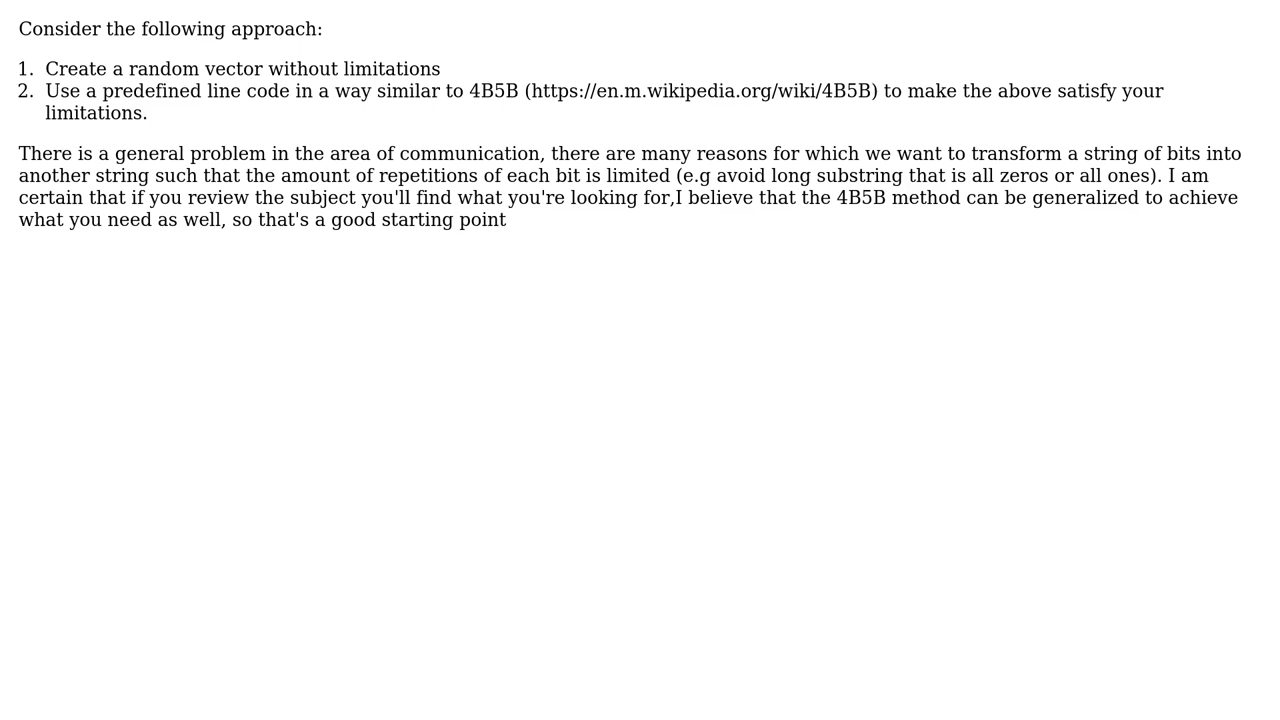 Consider the following approach:
1. Create a random vector without limitations
2. Use a predefined line code in a way similar to 4B5B (https://en.m.wikipedia.org/wiki/4B5B) to make the above satisfy your
limitations.
There is a general problem in the area of communication, there are many reasons for which we want to transform a string of bits into
another string such that the amount of repetitions of each bit is limited (e.g avoid long substring that is all zeros or all ones). I am
certain that if you review the subject you'll find what you're looking for,I believe that the 4B5B method can be generalized to achieve
what you need as well, so that's a good starting point